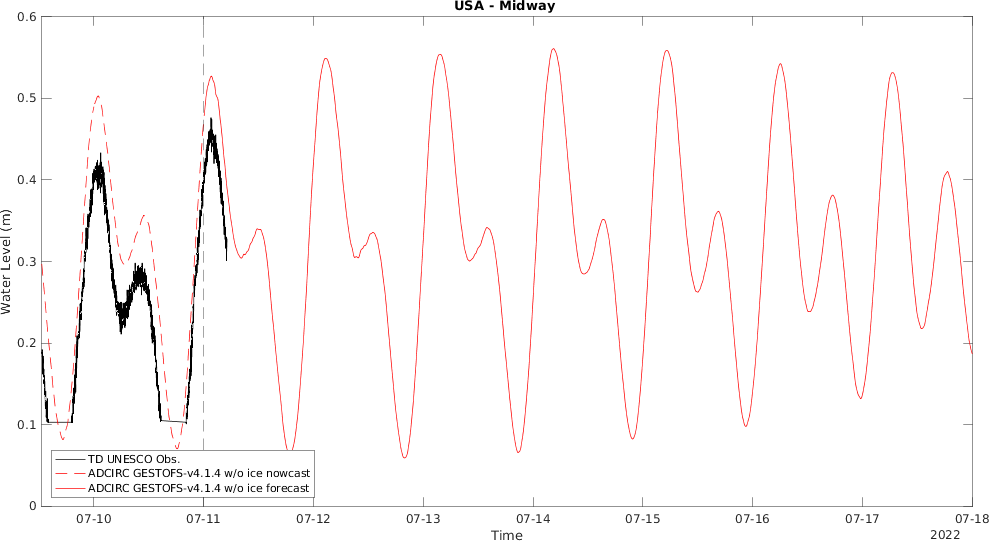 USA - Midway
0.6
0.5
0.4
0.3
0.2
0.1
0
Water Level (m)
TD UNESCO Obs.
ADCIRC GESTOFS-v4.1.4 w/o ice nowcast
ADCIRC GESTOFS-v4.1.4 w/o ice forecast
07-10 07-11 07-12 07-13 07-14 07-15 07-16 07-17 07-18
Time
2022